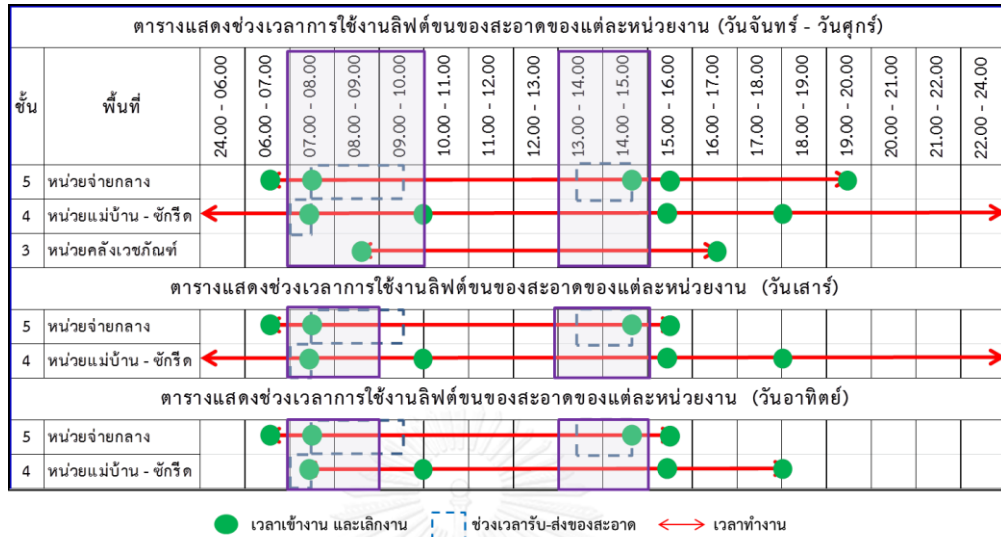 ตารางแสดงช่วงเวลาการใช้งานลิฟต์ขนของสะอาดของแต่ละหน่วยงาน (วันจันทร์ - วันศุกร์)
ชั้น พื้นที่ 24.00 - 06.00 06.00 - 07.00 07.00 - 08.00 08.00 - 09.00 09.00 - 10.00 10.00 - 11.00 11.00 - 12.00 12.00 - 13.00 13.00 - 14.00 14.00 - 15.00 15.00 - 16.00 16.00 - 17.00 17.00 - 18.00 18.00 - 19.00 19.00 - 20.00 20.00 - 21.00 21.00 - 22.00 22.00 - 24.00
5 หน่วยจ่ายกลาง
4 หน่วยแม่บ้าน - ซักรีด
3 หน่วยคลังเวชภัณฑ์
ตารางแสดงช่วงเวลาการใช้งานลิฟต์ขนของสะอาดของแต่ละหน่วยงาน (วันเสาร์)
5 หน่วยจ่ายกลาง
4 หน่วยแม่บ้าน - ซักรีด
ตารางแสดงช่วงเวลาการใช้งานลิฟต์ขนของสะอาดของแต่ละหน่วยงาน (วันอาทิตย์)
5 หน่วยจ่ายกลาง
4 หน่วยแม่บ้าน - ซักรีด
เวลาเข้างาน และเลิกงาน ช่วงเวลารับ-ส่งของสะอาด เวลาทำงาน